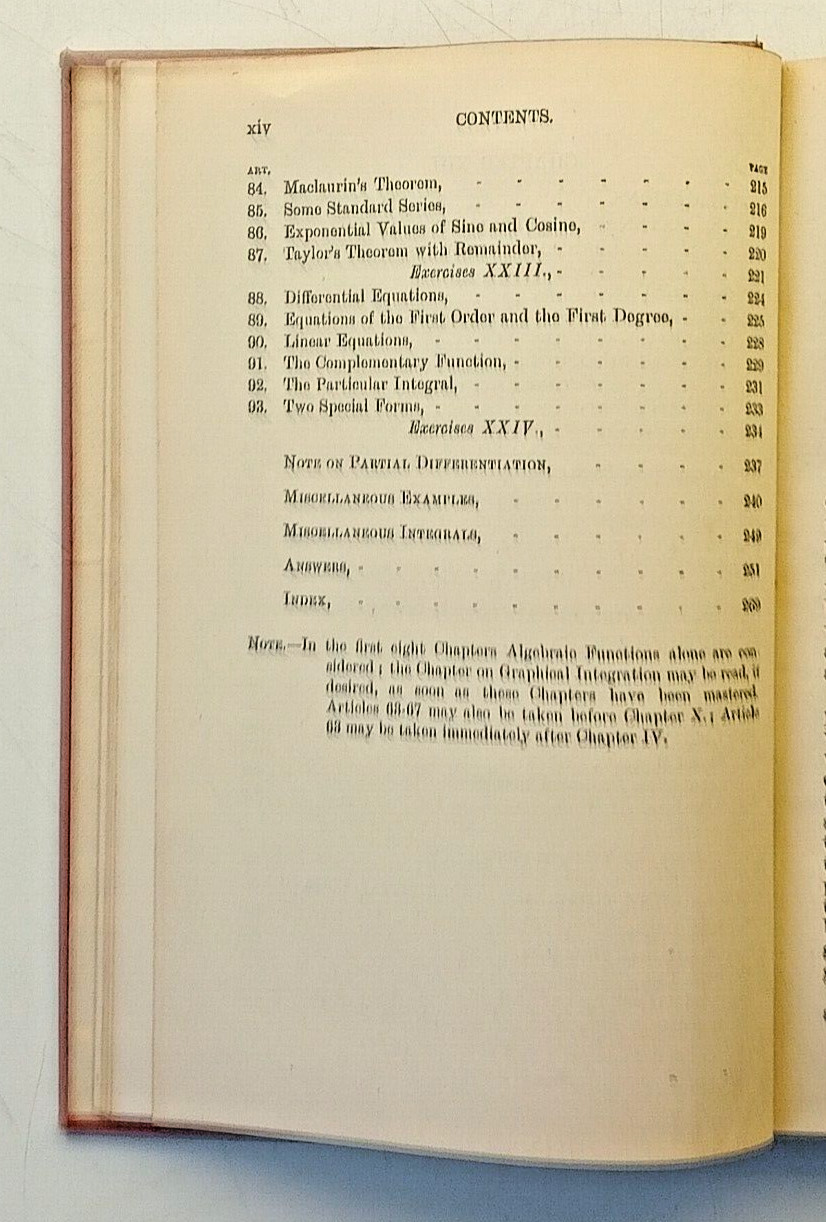 xiv CONTENTS.
ART. PAGE
84. Maclaurin's Theorem, - - - - - - - 215
85. Some Standard Series, - - - - - - - 216
86. Exponential Values of Sine and Cosine, - - - - 219
87. Taylor's Theorem with Remainder, - - - - - 220
Exercises XXIII., - - - - - 221
88. Differential Equations, - - - - - - - 224
89. Equations of the First Order and the First Degree, - - 225
90. Linear Equations, - - - - - - - - 228
91. The Complementary Function, - - - - - - 229
92. The Particular Integral, - - - - - - - 231
93. Two Special Forms, - - - - - - - - 233
Exercises XXIV., - - - - - 234
NOTE ON PARTIAL DIFFERENTIATION, - - - - 237
MISCELLANEOUS EXAMPLES, - - - - - - 240
MISCELLANEOUS INTEGRALS, - - - - - - 249
ANSWERS, - - - - - - - - - 251
INDEX, - - - - - - - - - 269
NOTE.—In the first eight Chapters Algebraic Functions alone are con-
sidered; the Chapter on Graphical Integration may be read, if
desired, as soon as these Chapters have been mastered.
Articles 63-67 may also be taken before Chapter X.; Article
68 may be taken immediately after Chapter IV.